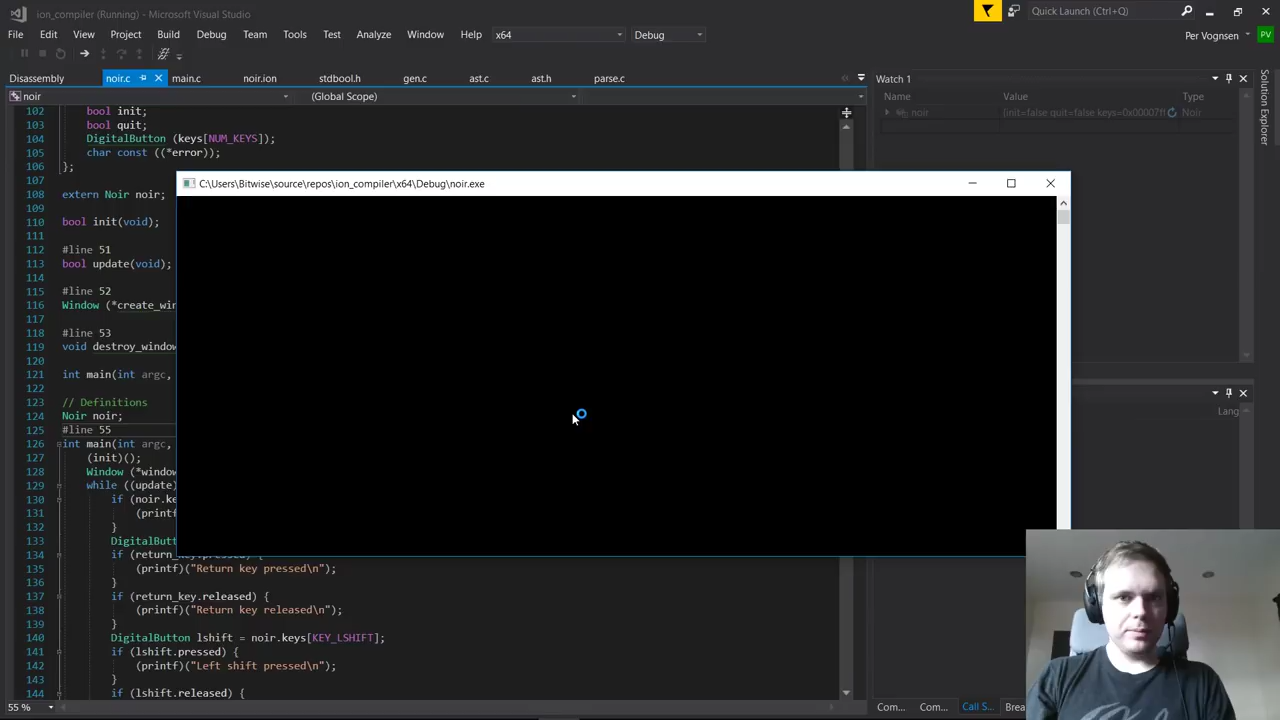 ion_compiler (Running) - Microsoft Visual Studio
Quick Launch (Ctrl+Q)
File Edit View Project Build Debug Team Tools Test Analyze Window Help x64 Debug
Per Vognsen PV
Disassembly noir.c main.c noir.ion stdbool.h gen.c ast.c ast.h parse.c
Watch 1
noir (Global Scope)
Name Value Type
noir {init=false quit=false keys=0x00007ff Noir
Solution Explorer
102 bool init;
103 bool quit;
104 DigitalButton (keys[NUM_KEYS]);
105 char const ((*error));
106 };
107
108 extern Noir noir;
109
110 bool init(void);
111
112 #line 51
113 bool update(void);
114
115 #line 52
116 Window (*create_win
117
118 #line 53
119 void destroy_window
120
121 int main(int argc,
122
123 // Definitions
124 Noir noir;
125 #line 55
126 int main(int argc,
127 (init)();
128 Window (*window
129 while ((update)
130 if (noir.ke
131 (printf
132 }
133 DigitalBut
134 if (return_key.pressed) {
135 (printf)("Return key pressed\n");
136 }
137 if (return_key.released) {
138 (printf)("Return key released\n");
139 }
140 DigitalButton lshift = noir.keys[KEY_LSHIFT];
141 if (lshift.pressed) {
142 (printf)("Left shift pressed\n");
143 }
144 if (lshift.released) {
C:\Users\Bitwise\source\repos\ion_compiler\x64\Debug\noir.exe
Lang
55 %
Com... Com... Call S... Brea